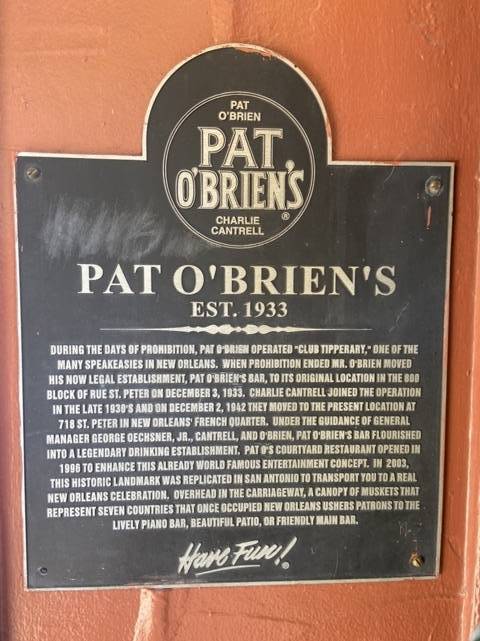 PAT
O'BRIEN
PAT
O'BRIEN'S
®
CHARLIE
CANTRELL
PAT O'BRIEN'S
EST. 1933
DURING THE DAYS OF PROHIBITION, PAT O'BRIEN OPERATED "CLUB TIPPERARY," ONE OF THE
MANY SPEAKEASIES IN NEW ORLEANS. WHEN PROHIBITION ENDED MR. O'BRIEN MOVED
HIS NOW LEGAL ESTABLISHMENT, PAT O'BRIEN'S BAR, TO ITS ORIGINAL LOCATION IN THE 600
BLOCK OF RUE ST. PETER ON DECEMBER 3, 1933. CHARLIE CANTRELL JOINED THE OPERATION
IN THE LATE 1930'S AND ON DECEMBER 2, 1942 THEY MOVED TO THE PRESENT LOCATION AT
718 ST. PETER IN NEW ORLEANS' FRENCH QUARTER. UNDER THE GUIDANCE OF GENERAL
MANAGER GEORGE OECHSNER, JR., CANTRELL, AND O'BRIEN, PAT O'BRIEN'S BAR FLOURISHED
INTO A LEGENDARY DRINKING ESTABLISHMENT. PAT O'S COURTYARD RESTAURANT OPENED IN
1996 TO ENHANCE THIS ALREADY WORLD FAMOUS ENTERTAINMENT CONCEPT. IN 2003,
THIS HISTORIC LANDMARK WAS REPLICATED IN SAN ANTONIO TO TRANSPORT YOU TO A REAL
NEW ORLEANS CELEBRATION. OVERHEAD IN THE CARRIAGEWAY, A CANOPY OF MUSKETS THAT
REPRESENT SEVEN COUNTRIES THAT ONCE OCCUPIED NEW ORLEANS USHERS PATRONS TO THE
LIVELY PIANO BAR, BEAUTIFUL PATIO, OR FRIENDLY MAIN BAR.
Have Fun!®